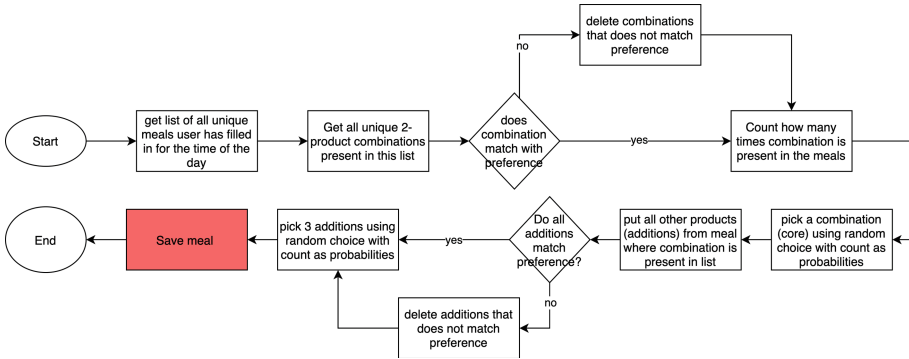 delete combinations
that does not match
preference
no
Start
get list of all unique
meals user has filled
in for the time of the
day
Get all unique 2-
product combinations
present in this list
does
combination
match with
preference
yes
Count how many
times combination is
present in the meals
End
Save meal
pick 3 additions using
random choice with
count as probabilities
yes
Do all
additions
match
preference?
put all other products
(additions) from meal
where combination is
present in list
pick a combination
(core) using random
choice with count as
probabilities
no
delete additions that
does not match
preference